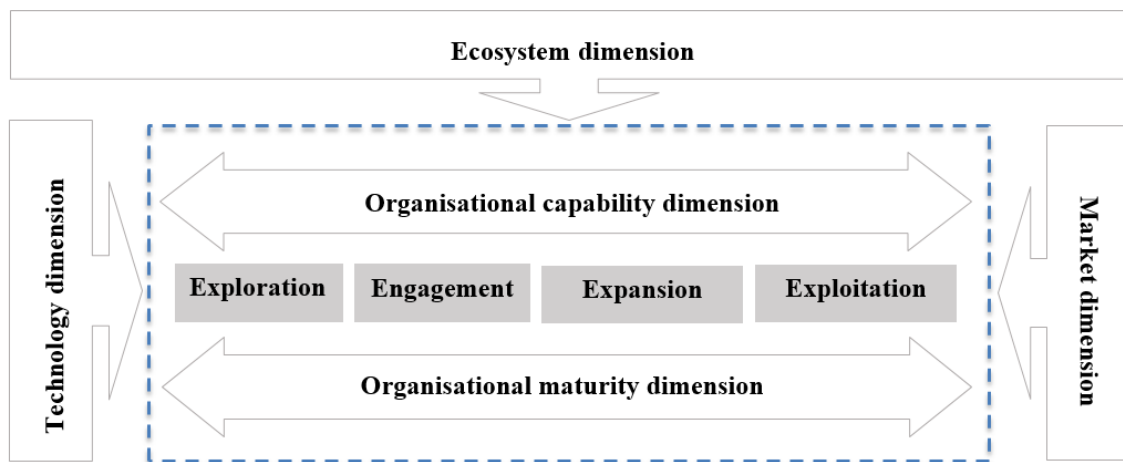 Ecosystem dimension
Technology dimension
Organisational capability dimension
Exploration
Engagement
Expansion
Exploitation
Organisational maturity dimension
Market dimension